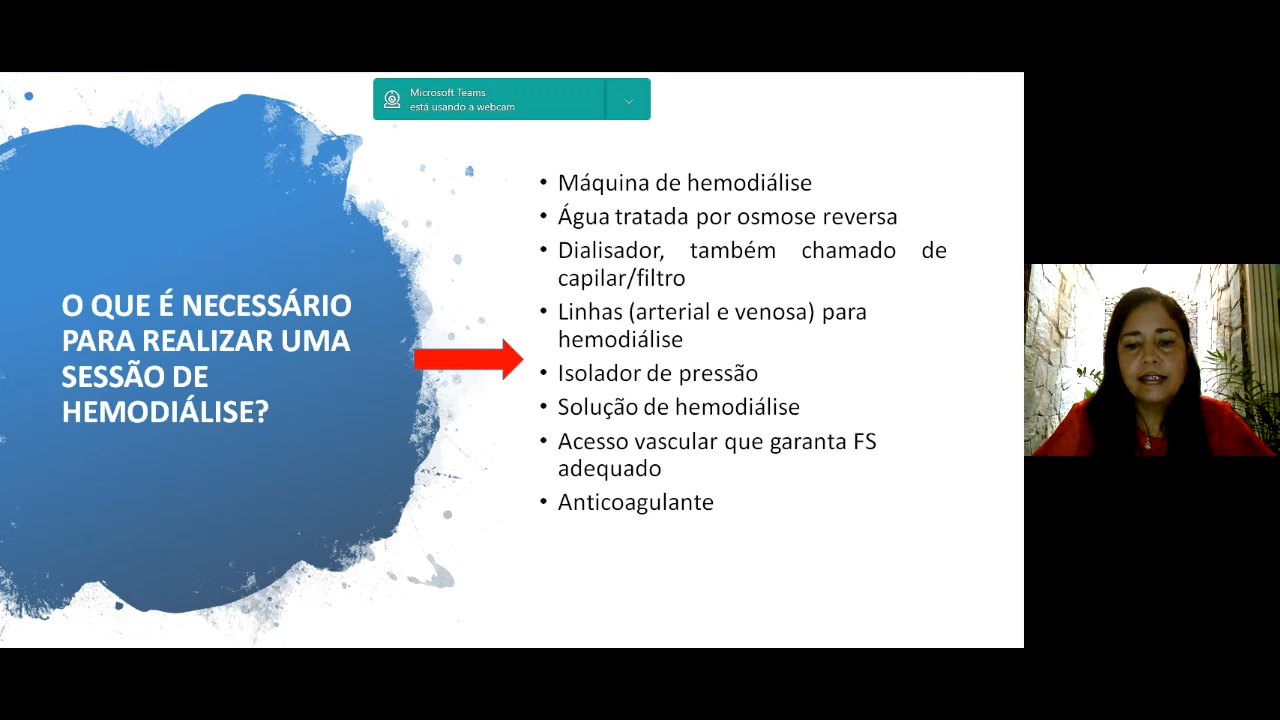 Microsoft Teams
está usando a webcam
O QUE É NECESSÁRIO
PARA REALIZAR UMA
SESSÃO DE
HEMODIÁLISE?
• Máquina de hemodiálise
• Água tratada por osmose reversa
• Dialisador, também chamado de
capilar/filtro
• Linhas (arterial e venosa) para
hemodiálise
• Isolador de pressão
• Solução de hemodiálise
• Acesso vascular que garanta FS
adequado
• Anticoagulante